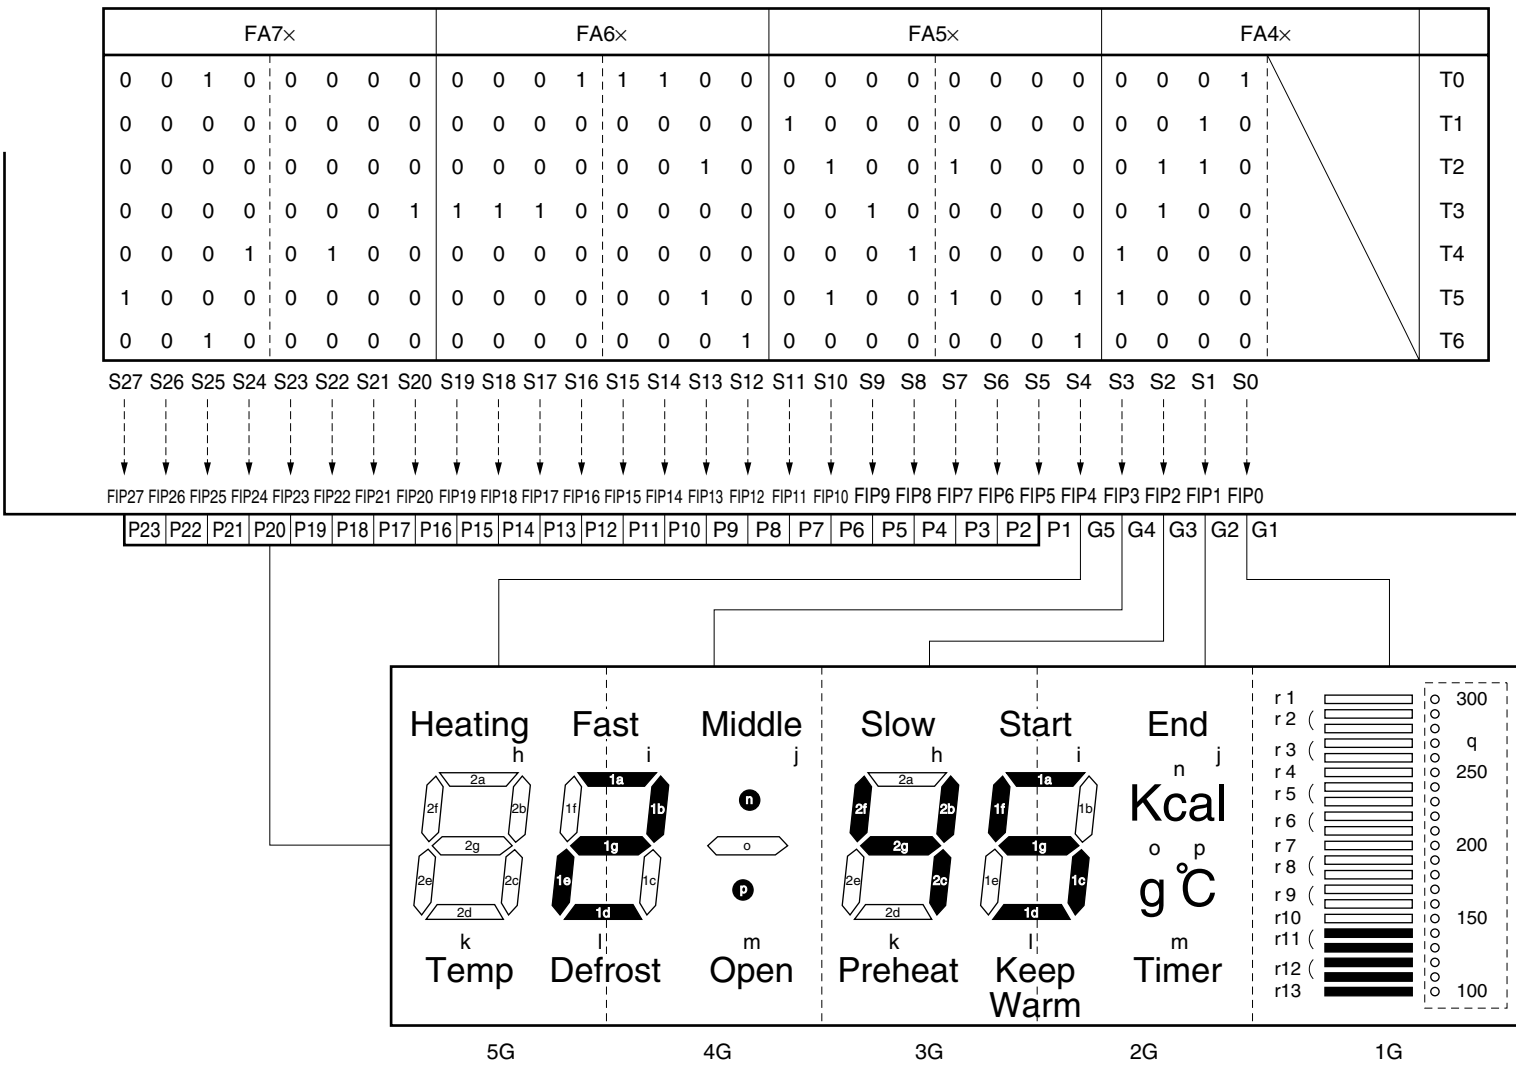 FA7× FA6× FA5× FA4×
0 0 1 0 0 0 0 0 0 0 0 1 1 1 0 0 0 0 0 0 0 0 0 0 0 0 0 1 T0
0 0 0 0 0 0 0 0 0 0 0 0 0 0 0 0 1 0 0 0 0 0 0 0 0 0 1 0 T1
0 0 0 0 0 0 0 0 0 0 0 0 0 0 1 0 0 1 0 0 1 0 0 0 0 1 1 0 T2
0 0 0 0 0 0 0 1 1 1 1 0 0 0 0 0 0 0 1 0 0 0 0 0 0 1 0 0 T3
0 0 0 1 0 1 0 0 0 0 0 0 0 0 0 0 0 0 0 1 0 0 0 0 1 0 0 0 T4
1 0 0 0 0 0 0 0 0 0 0 0 0 0 1 0 0 1 0 0 1 0 0 1 1 0 0 0 T5
0 0 1 0 0 0 0 0 0 0 0 0 0 0 0 1 0 0 0 0 0 0 0 1 0 0 0 0 T6
S27 S26 S25 S24 S23 S22 S21 S20 S19 S18 S17 S16 S15 S14 S13 S12 S11 S10 S9 S8 S7 S6 S5 S4 S3 S2 S1 S0
FIP27 FIP26 FIP25 FIP24 FIP23 FIP22 FIP21 FIP20 FIP19 FIP18 FIP17 FIP16 FIP15 FIP14 FIP13 FIP12 FIP11 FIP10 FIP9 FIP8 FIP7 FIP6 FIP5 FIP4 FIP3 FIP2 FIP1 FIP0
P23 P22 P21 P20 P19 P18 P17 P16 P15 P14 P13 P12 P11 P10 P9 P8 P7 P6 P5 P4 P3 P2 P1 G5 G4 G3 G2 G1
Heating Fast Middle Slow Start End
h i j h i j
2a 1a 2a 1a
2f 2b 1f 1b n 2f 2b 1f 1b n
Kcal
2g 1g o 2g 1g o p
2e 2c 1e 1c p 2e 2c 1e 1c g °C
2d 1d 2d 1d
k l m k l m
Temp Defrost Open Preheat Keep Timer
Warm
r 1 300
r 2 (
r 3 ( q
r 4 250
r 5 (
r 6 (
r 7 200
r 8 (
r 9 (
r10 150
r11 (
r12 (
r13 100
5G 4G 3G 2G 1G